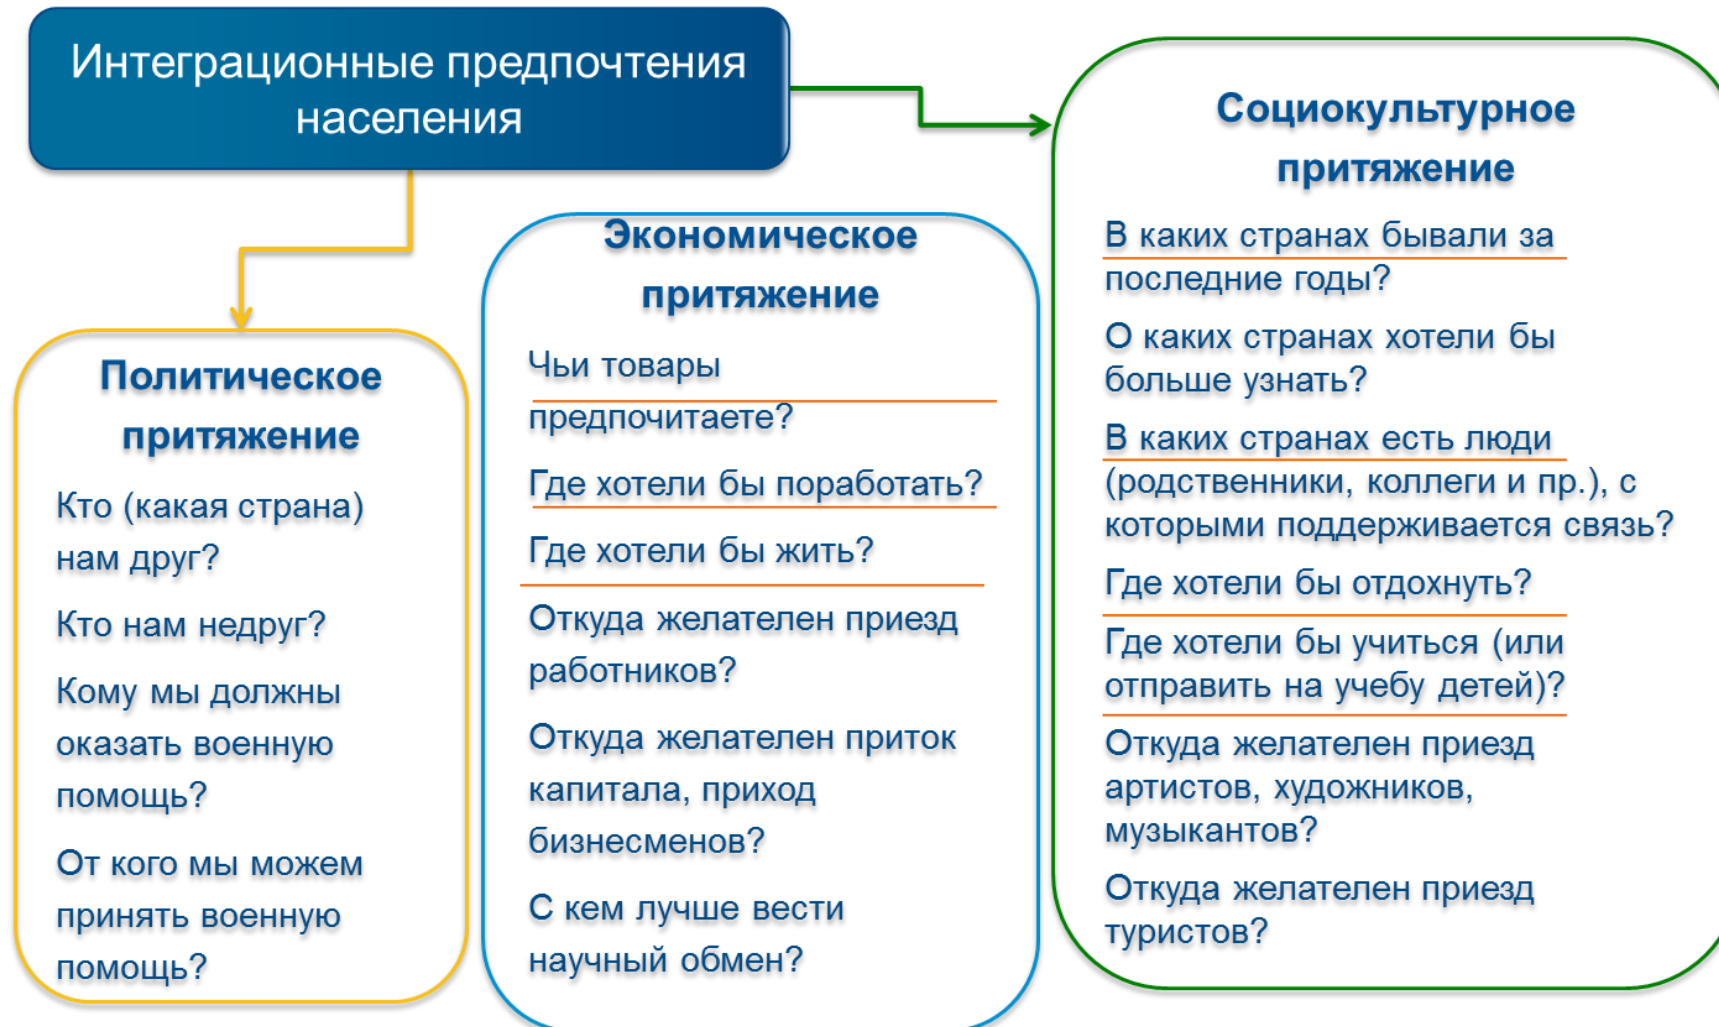 Интеграционные предпочтения
населения
Политическое
притяжение
Кто (какая страна)
нам друг?
Кто нам недруг?
Кому мы должны
оказать военную
помощь?
От кого мы можем
принять военную
помощь?
Экономическое
притяжение
Чьи товары
предпочитаете?
Где хотели бы поработать?
Где хотели бы жить?
Откуда желателен приезд
работников?
Откуда желателен приток
капитала, приход
бизнесменов?
С кем лучше вести
научный обмен?
Социокультурное
притяжение
В каких странах бывали за
последние годы?
О каких странах хотели бы
больше узнать?
В каких странах есть люди
(родственники, коллеги и пр.), с
которыми поддерживается связь?
Где хотели бы отдохнуть?
Где хотели бы учиться (или
отправить на учебу детей)?
Откуда желателен приезд
артистов, художников,
музыкантов?
Откуда желателен приезд
туристов?